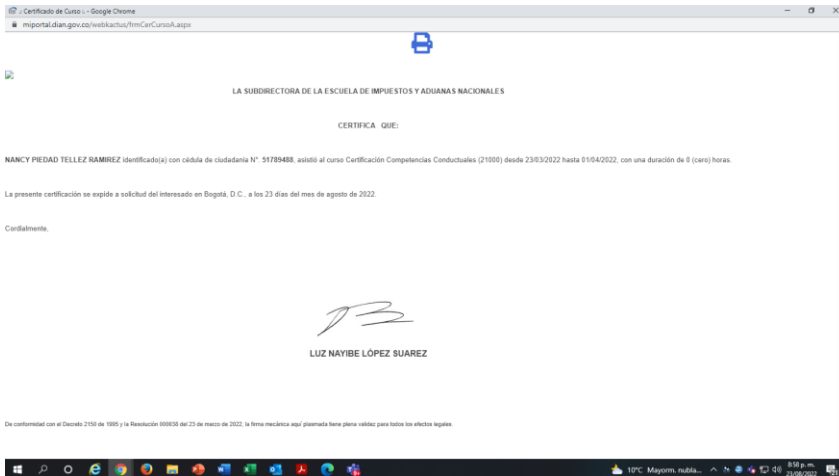 Certificado de Curso :. - Google Chrome
miportal.dian.gov.co/webkactus/frmCerCursoA.aspx
LA SUBDIRECTORA DE LA ESCUELA DE IMPUESTOS Y ADUANAS NACIONALES
CERTIFICA QUE:
NANCY PIEDAD TELLEZ RAMIREZ identificado(a) con cédula de ciudadanía N°. 51789488, asistió al curso Certificación Competencias Conductuales (21000) desde 23/03/2022 hasta 01/04/2022, con una duración de 0 (cero) horas.
La presente certificación se expide a solicitud del interesado en Bogotá, D.C., a los 23 días del mes de agosto de 2022.
Cordialmente,
LUZ NAYIBE LÓPEZ SUAREZ
De conformidad con el Decreto 2150 de 1995 y la Resolución 000038 del 23 de marzo de 2022, la firma mecánica aquí plasmada tiene plena validez para todos los efectos legales
10°C Mayorm. nubla...
8:58 p. m.
23/08/2022